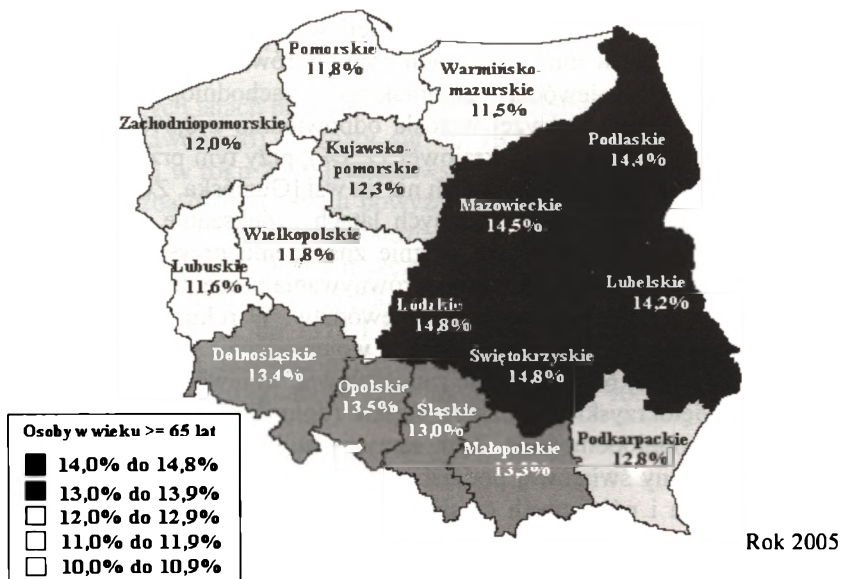 Pomorskie
11,8%
Warmińsko-
mazurskie
11,5%
Zachodniopomorskie
12,0%
Podlaskie
14,4%
Kujawsko-
pomorskie
12,3%
Mazowieckie
14,5%
Wielkopolskie
11,8%
Lubuskie
11,6%
Lubelskie
14,2%
Łódzkie
14,8%
Dolnośląskie
13,4%
Świętokrzyskie
14,8%
Opolskie
13,5%
Śląskie
13,0%
Małopolskie
13,3%
Podkarpackie
12,8%
Osoby w wieku >= 65 lat
14,0% do 14,8%
13,0% do 13,9%
12,0% do 12,9%
11,0% do 11,9%
10,0% do 10,9%
Rok 2005